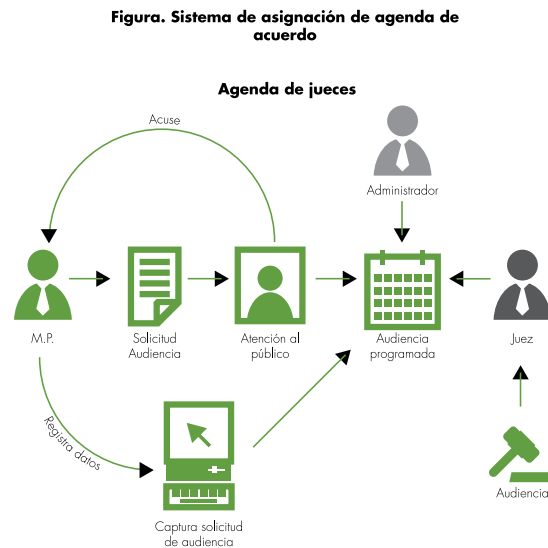 Figura. Sistema de asignación de agenda de
acuerdo
Agenda de jueces
Acuse
Administrador
M.P.
Solicitud
Audiencia
Atención al
público
Audiencia
programada
Juez
Registra datos
Captura solicitud
de audiencia
Audiencia